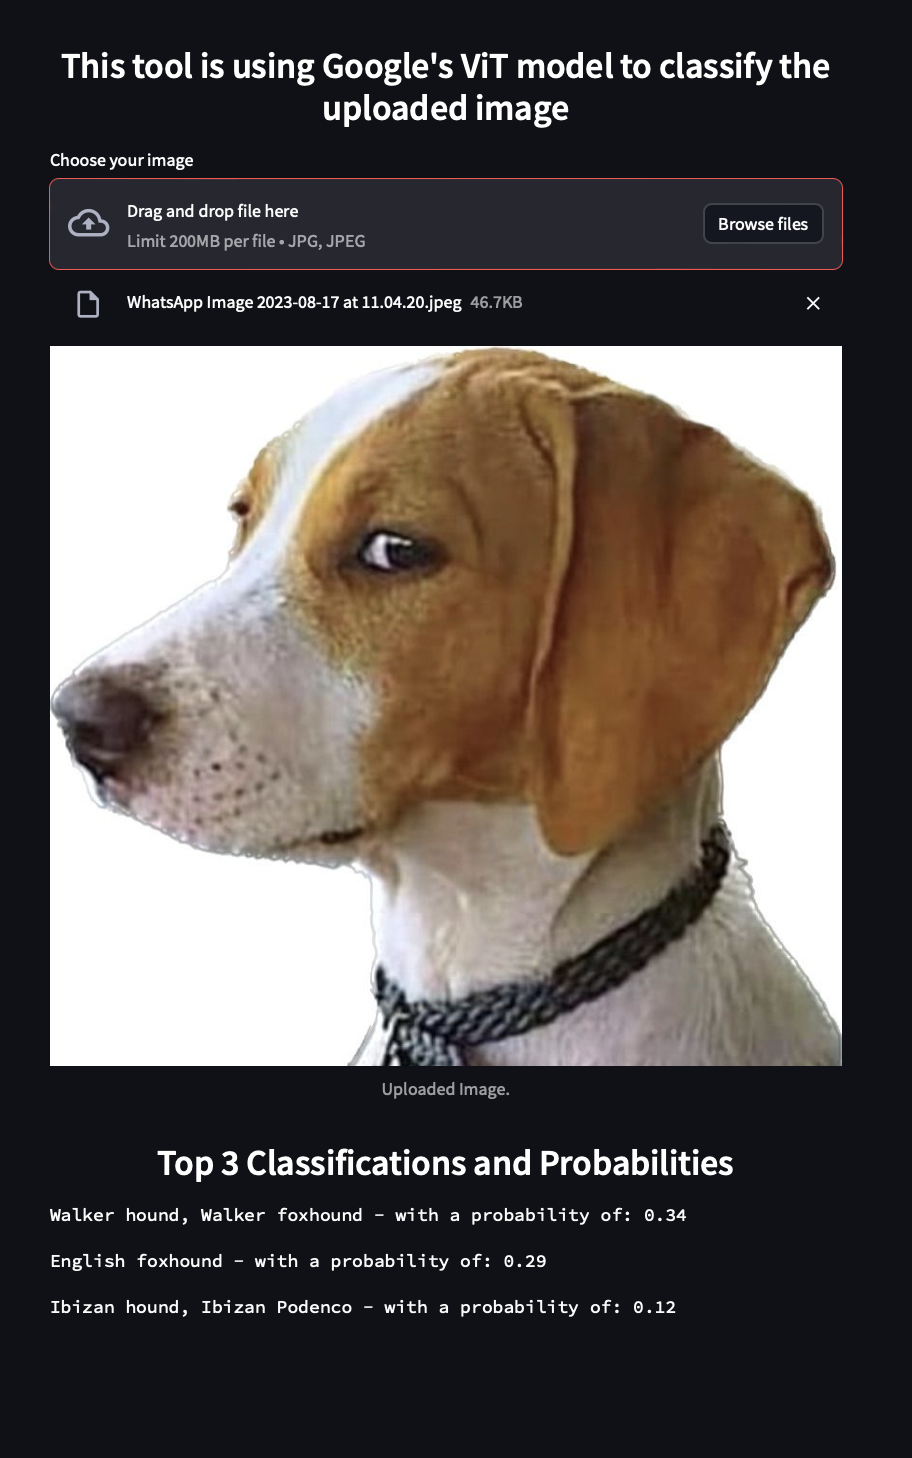 This tool is using Google's ViT model to classify the
uploaded image
Choose your image
Drag and drop file here
Limit 200MB per file • JPG, JPEG
Browse files
WhatsApp Image 2023-08-17 at 11.04.20.jpeg 46.7KB
Uploaded Image.
Top 3 Classifications and Probabilities
Walker hound, Walker foxhound - with a probability of: 0.34
English foxhound - with a probability of: 0.29
Ibizan hound, Ibizan Podenco - with a probability of: 0.12